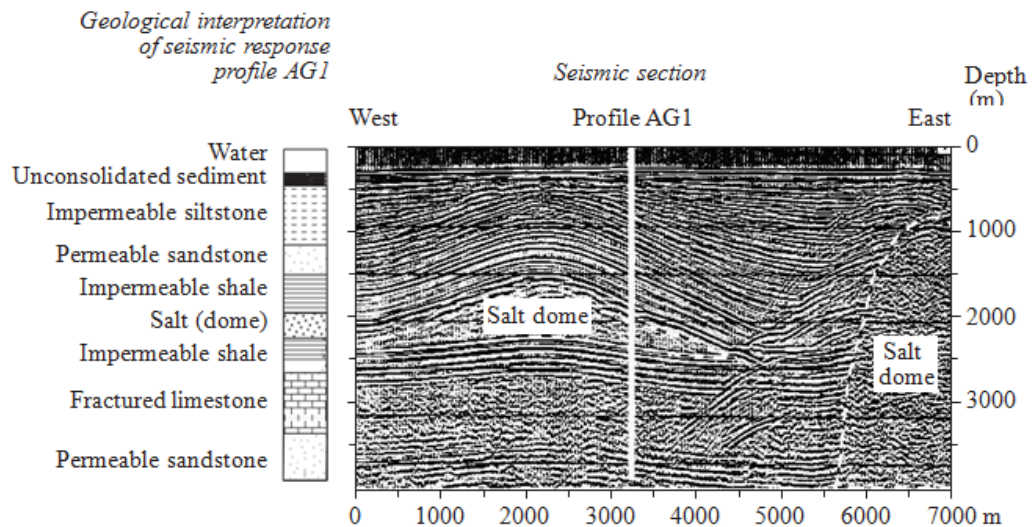 Geological interpretation
of seismic response
profile AG1
Seismic section
Depth
(m)
West
Profile AG1
East
Water
Unconsolidated sediment
Impermeable siltstone
Permeable sandstone
Impermeable shale
Salt (dome)
Impermeable shale
Fractured limestone
Permeable sandstone
Salt dome
Salt
dome
0
1000
2000
3000
0 1000 2000 3000 4000 5000 6000 7000 m